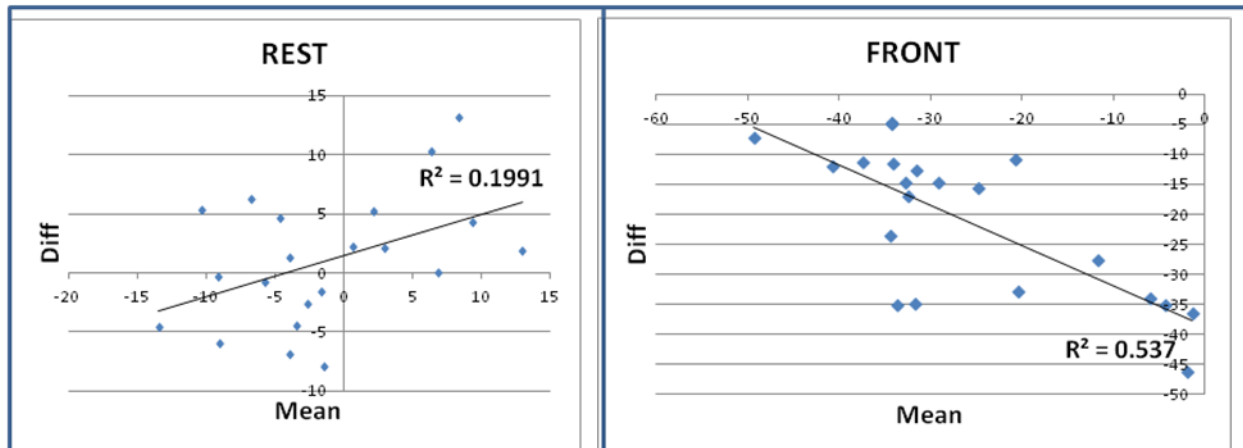 REST
15
10
R² = 0.1991
5
Diff
0
-20 -15 -10 -5 0 5 10 15
-5
-10
Mean
FRONT
0
-60 -50 -40 -30 -20 -10 0
-5
-10
-15
-20
Diff
-25
-30
-35
-40
R² = 0.537
-45
-50
Mean